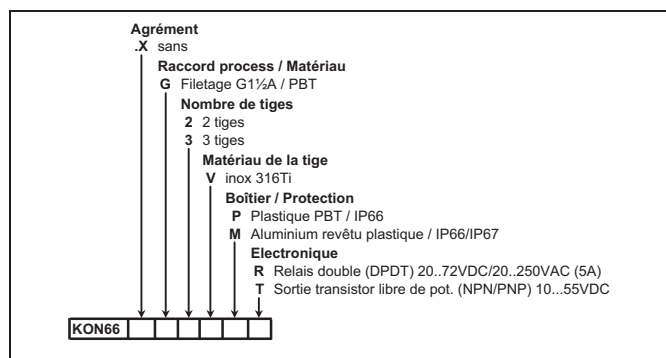 Agrément
.X sans
Raccord process / Matériau
G Filetage G1½A / PBT
Nombre de tiges
2 2 tiges
3 3 tiges
Matériau de la tige
V inox 316Ti
Boîtier / Protection
P Plastique PBT / IP66
M Aluminium revêtu plastique / IP66/IP67
Electronique
R Relais double (DPDT) 20..72VDC/20..250VAC (5A)
T Sortie transistor libre de pot. (NPN/PNP) 10...55VDC
KON66